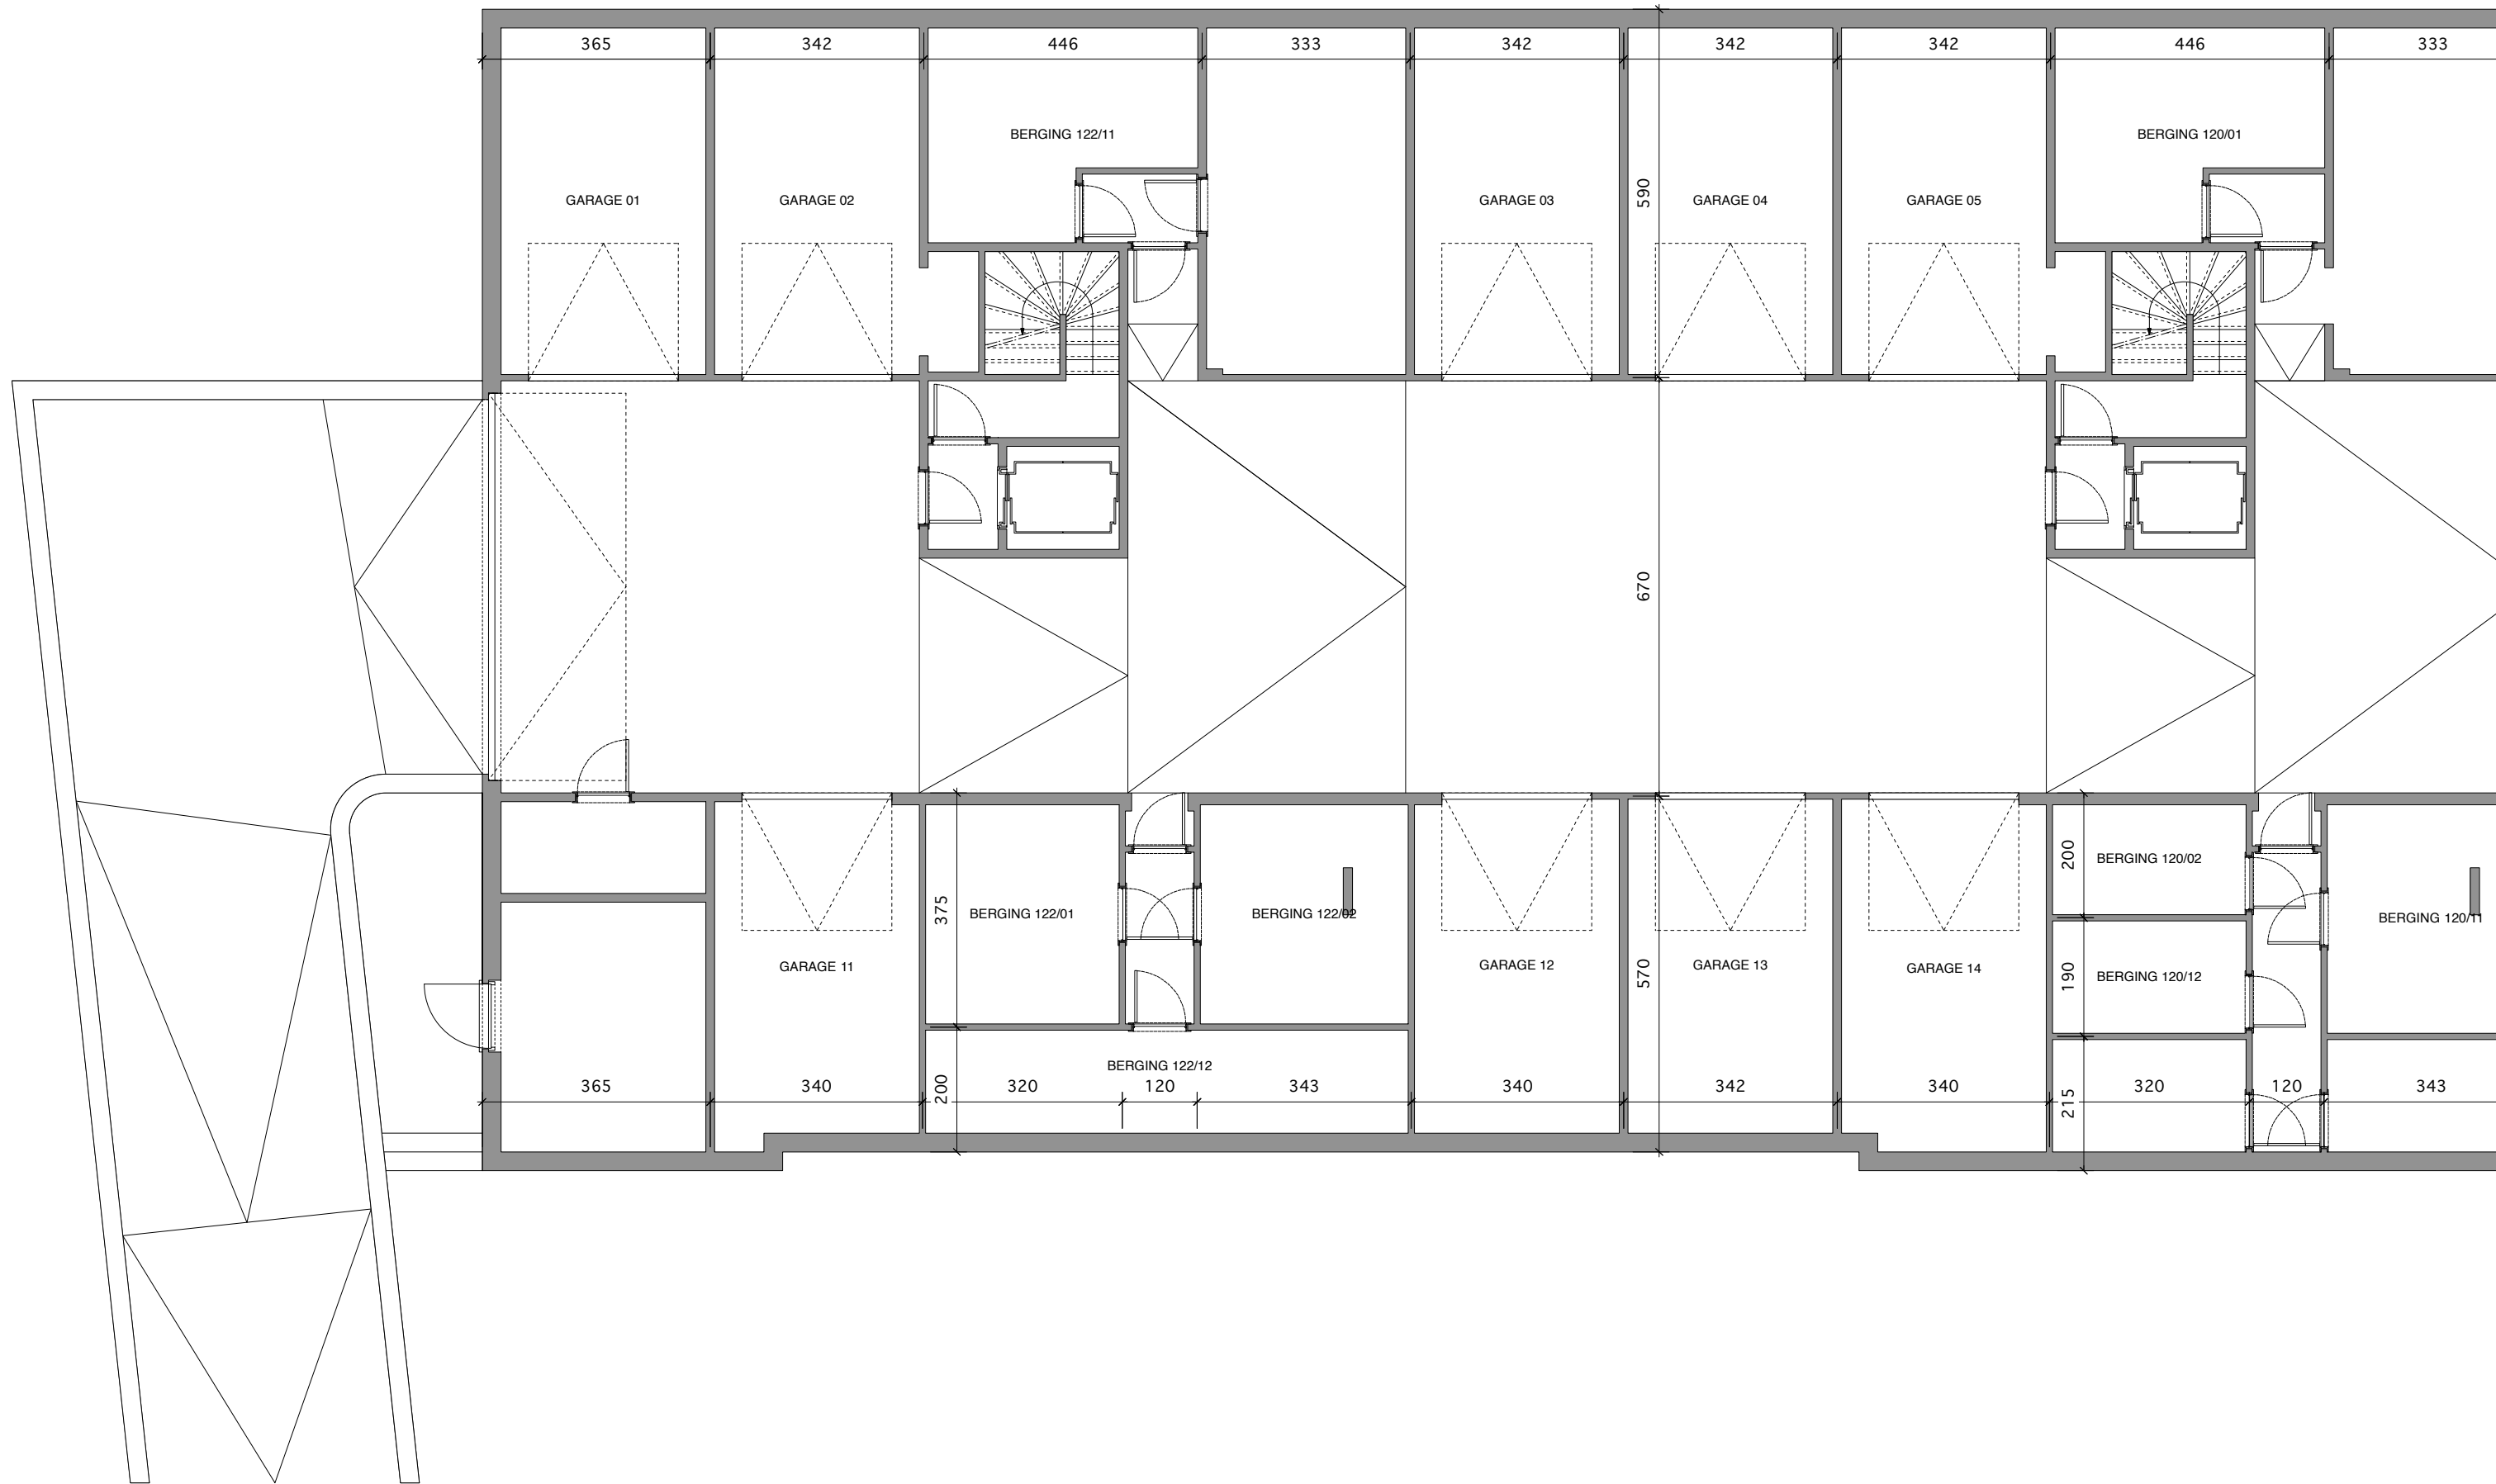 365 342 446 333 342 342 342 446 333
BERGING 122/11 BERGING 120/01
GARAGE 01 GARAGE 02 590 GARAGE 03 GARAGE 04 GARAGE 05
670
200 BERGING 120/02
375 BERGING 122/01 BERGING 122/02 BERGING 120/11
GARAGE 11 GARAGE 12 570 GARAGE 13 GARAGE 14 190 BERGING 120/12
BERGING 122/12
365 340 200 320 120 343 340 342 340 215 320 120 343